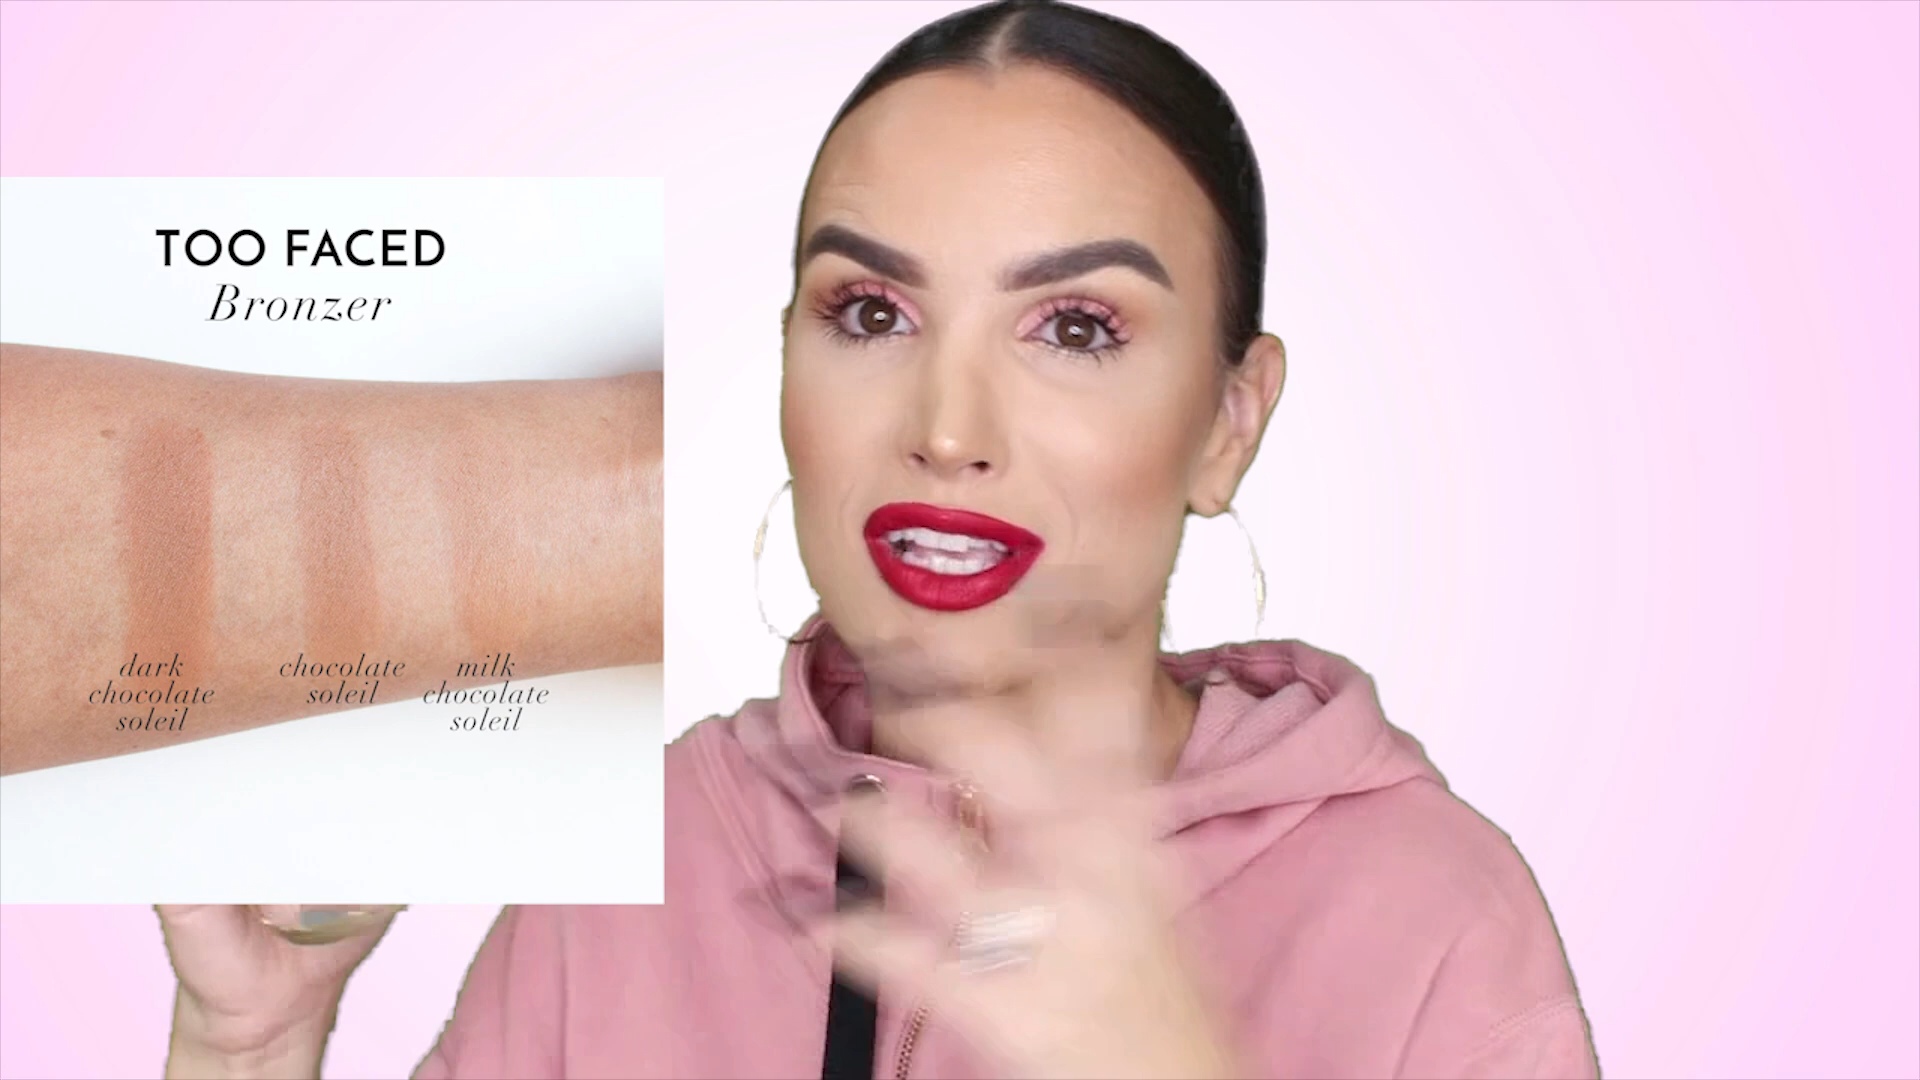 TOO FACED
Bronzer
dark
chocolate
soleil
chocolate
soleil
milk
chocolate
soleil